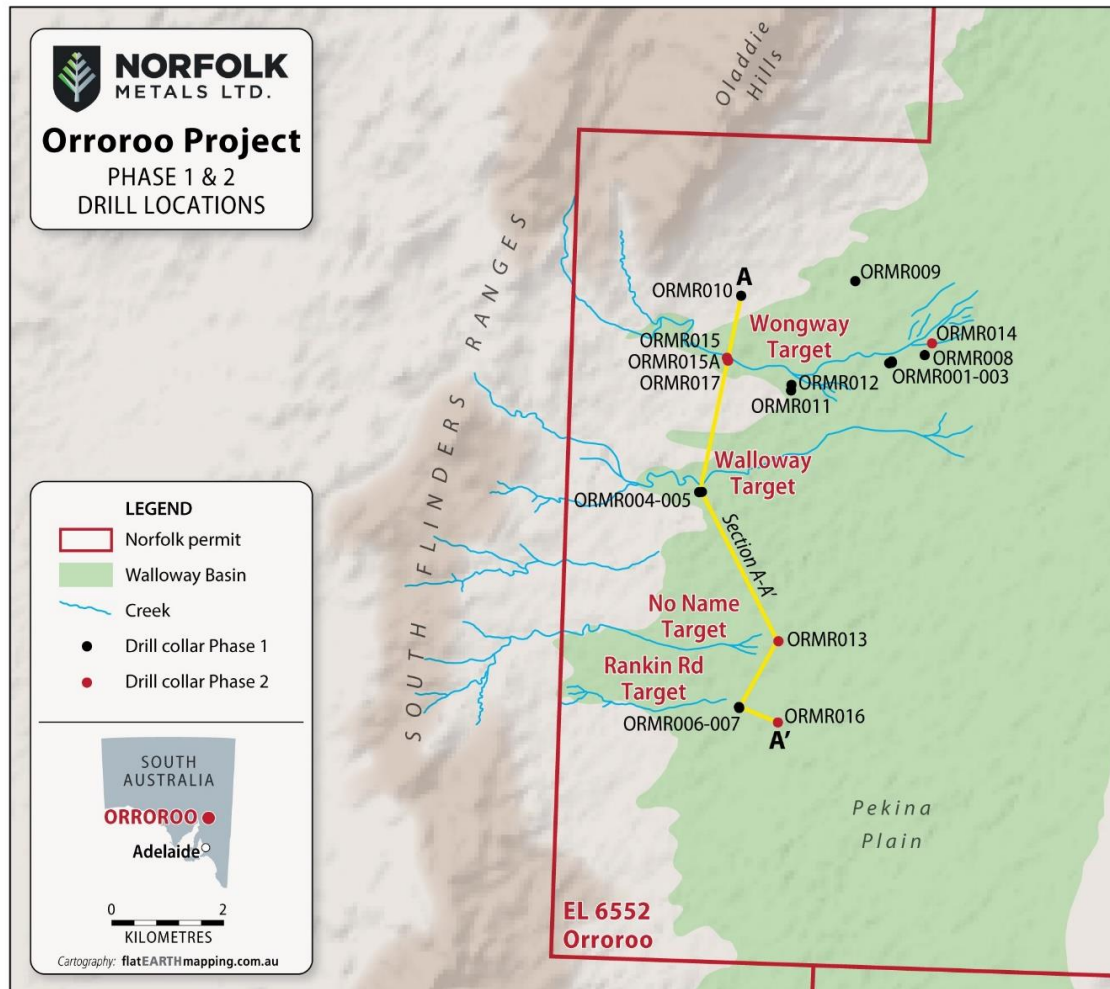 NORFOLK
METALS LTD.
Orroroo Project
PHASE 1 & 2
DRILL LOCATIONS
Oladdie
Hills
SOUTH FLINDERS RANGES
A
ORMR010
ORMR009
Wongway
Target
ORMR015
ORMR015A
ORMR017
ORMR014
ORMR008
ORMR001-003
ORMR012
ORMR011
Walloway
Target
ORMR004-005
Section A-A'
No Name
Target
ORMR013
Rankin Rd
Target
ORMR006-007
ORMR016
A'
Pekina
Plain
EL 6552
Orroroo
LEGEND
Norfolk permit
Walloway Basin
Creek
Drill collar Phase 1
Drill collar Phase 2
SOUTH
AUSTRALIA
ORROROO
Adelaide
0 2
KILOMETRES
Cartography: flatEARTHmapping.com.au